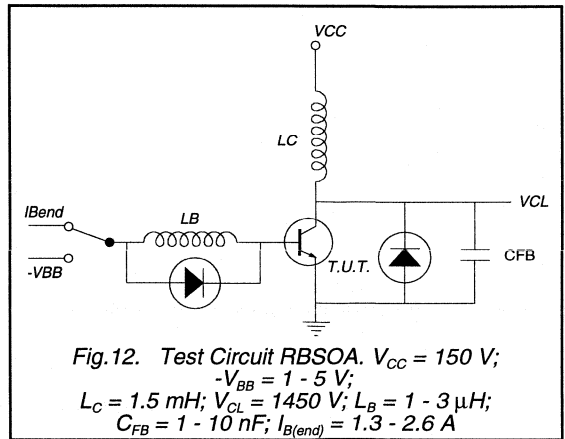 VCC
LC
IBend
LB
VCL
-VBB
T.U.T.
CFB
Fig.12. Test Circuit RBSOA. VCC = 150 V;
-VBB = 1 - 5 V;
LC = 1.5 mH; VCL = 1450 V; LB = 1 - 3 μH;
CFB = 1 - 10 nF; IB(end) = 1.3 - 2.6 A